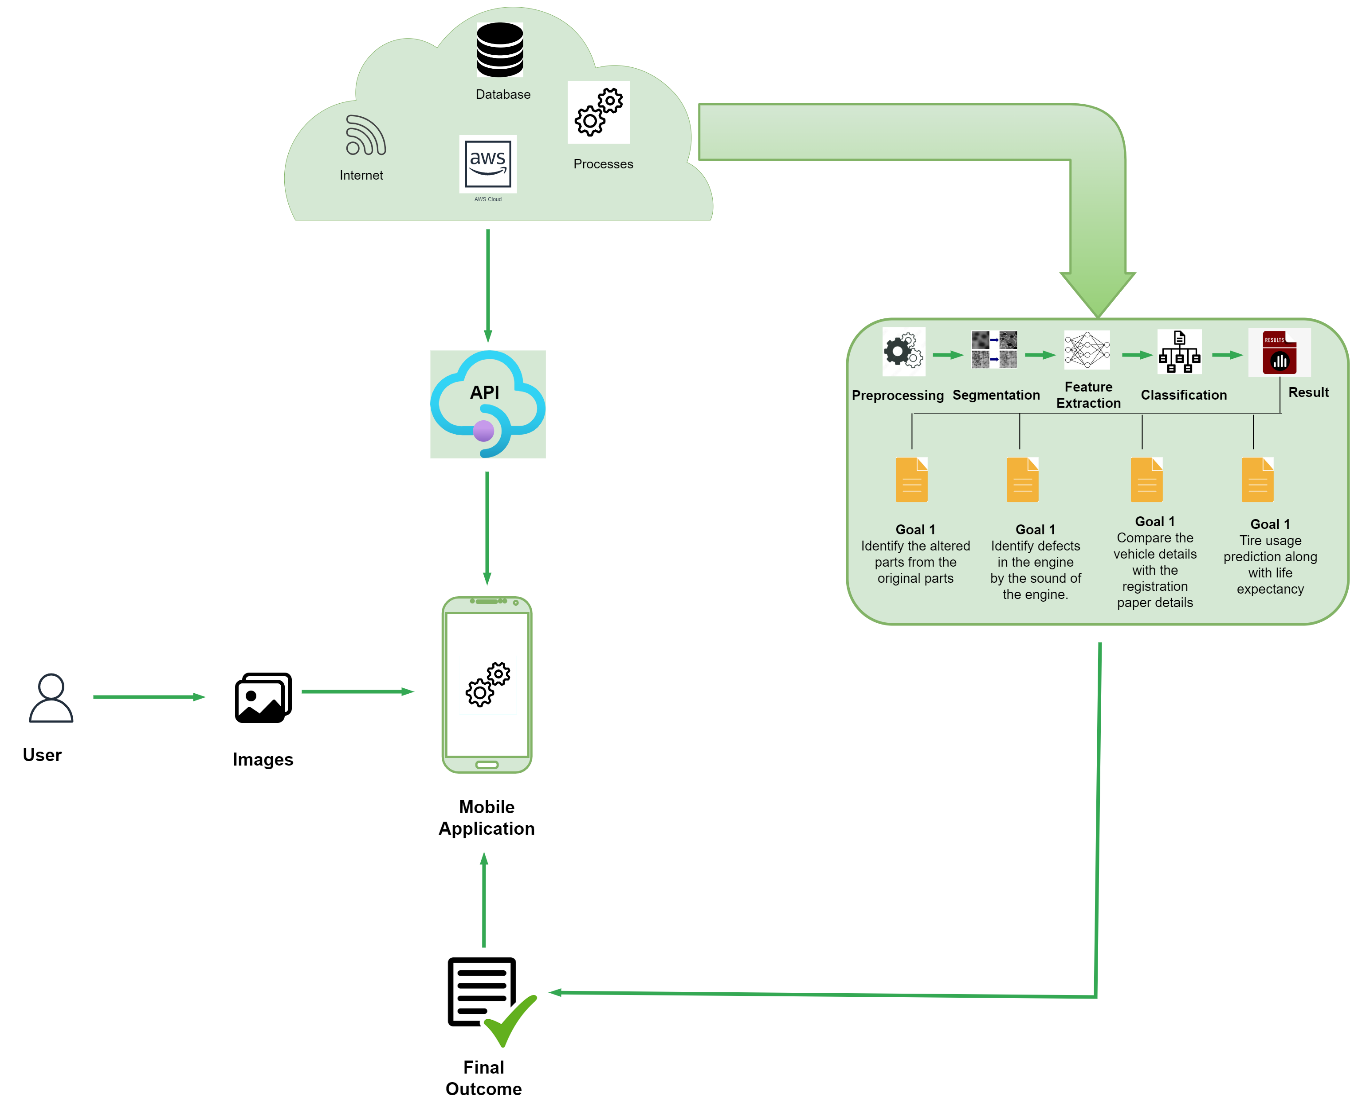 Database
Internet
aws
AWS Cloud
Processes
API
Preprocessing
Segmentation
Feature
Extraction
Classification
RESULTS
Result
Goal 1
Identify the altered
parts from the
original parts
Goal 1
Identify defects
in the engine
by the sound of
the engine.
Goal 1
Compare the
vehicle details
with the
registration
paper details
Goal 1
Tire usage
prediction along
with life
expectancy
User
Images
Mobile
Application
Final
Outcome